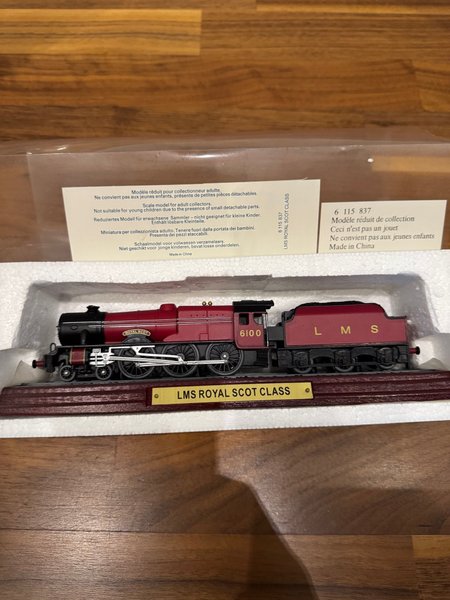 Modèle réduit pour collectionneur adulte.
Ne convient pas aux jeunes enfants, présente de petites pièces détachables.
Scale model for adult collectors.
Not suitable for young children due to the presence of small detachable parts.
Reduziertes Modell für erwachsene Sammler - nicht geeignet für kleine Kinder.
Enthält lösbare Kleinteile.
Miniatura per collezionista adulto. Tenere fuori dalla portata dei bambini.
Presenta dei pezzi staccabili.
Schaalmodel voor volwassen verzamelaars.
Niet geschikt voor jonge kinderen, bevat losse onderdelen.
Made in China
6 115 837
LMS ROYAL SCOT CLASS
6 115 837
Modèle réduit de collection
Ceci n'est pas un jouet
Ne convient pas aux jeunes enfants
Made in China
ROYAL SCOT
6100
LMS
LMS ROYAL SCOT CLASS